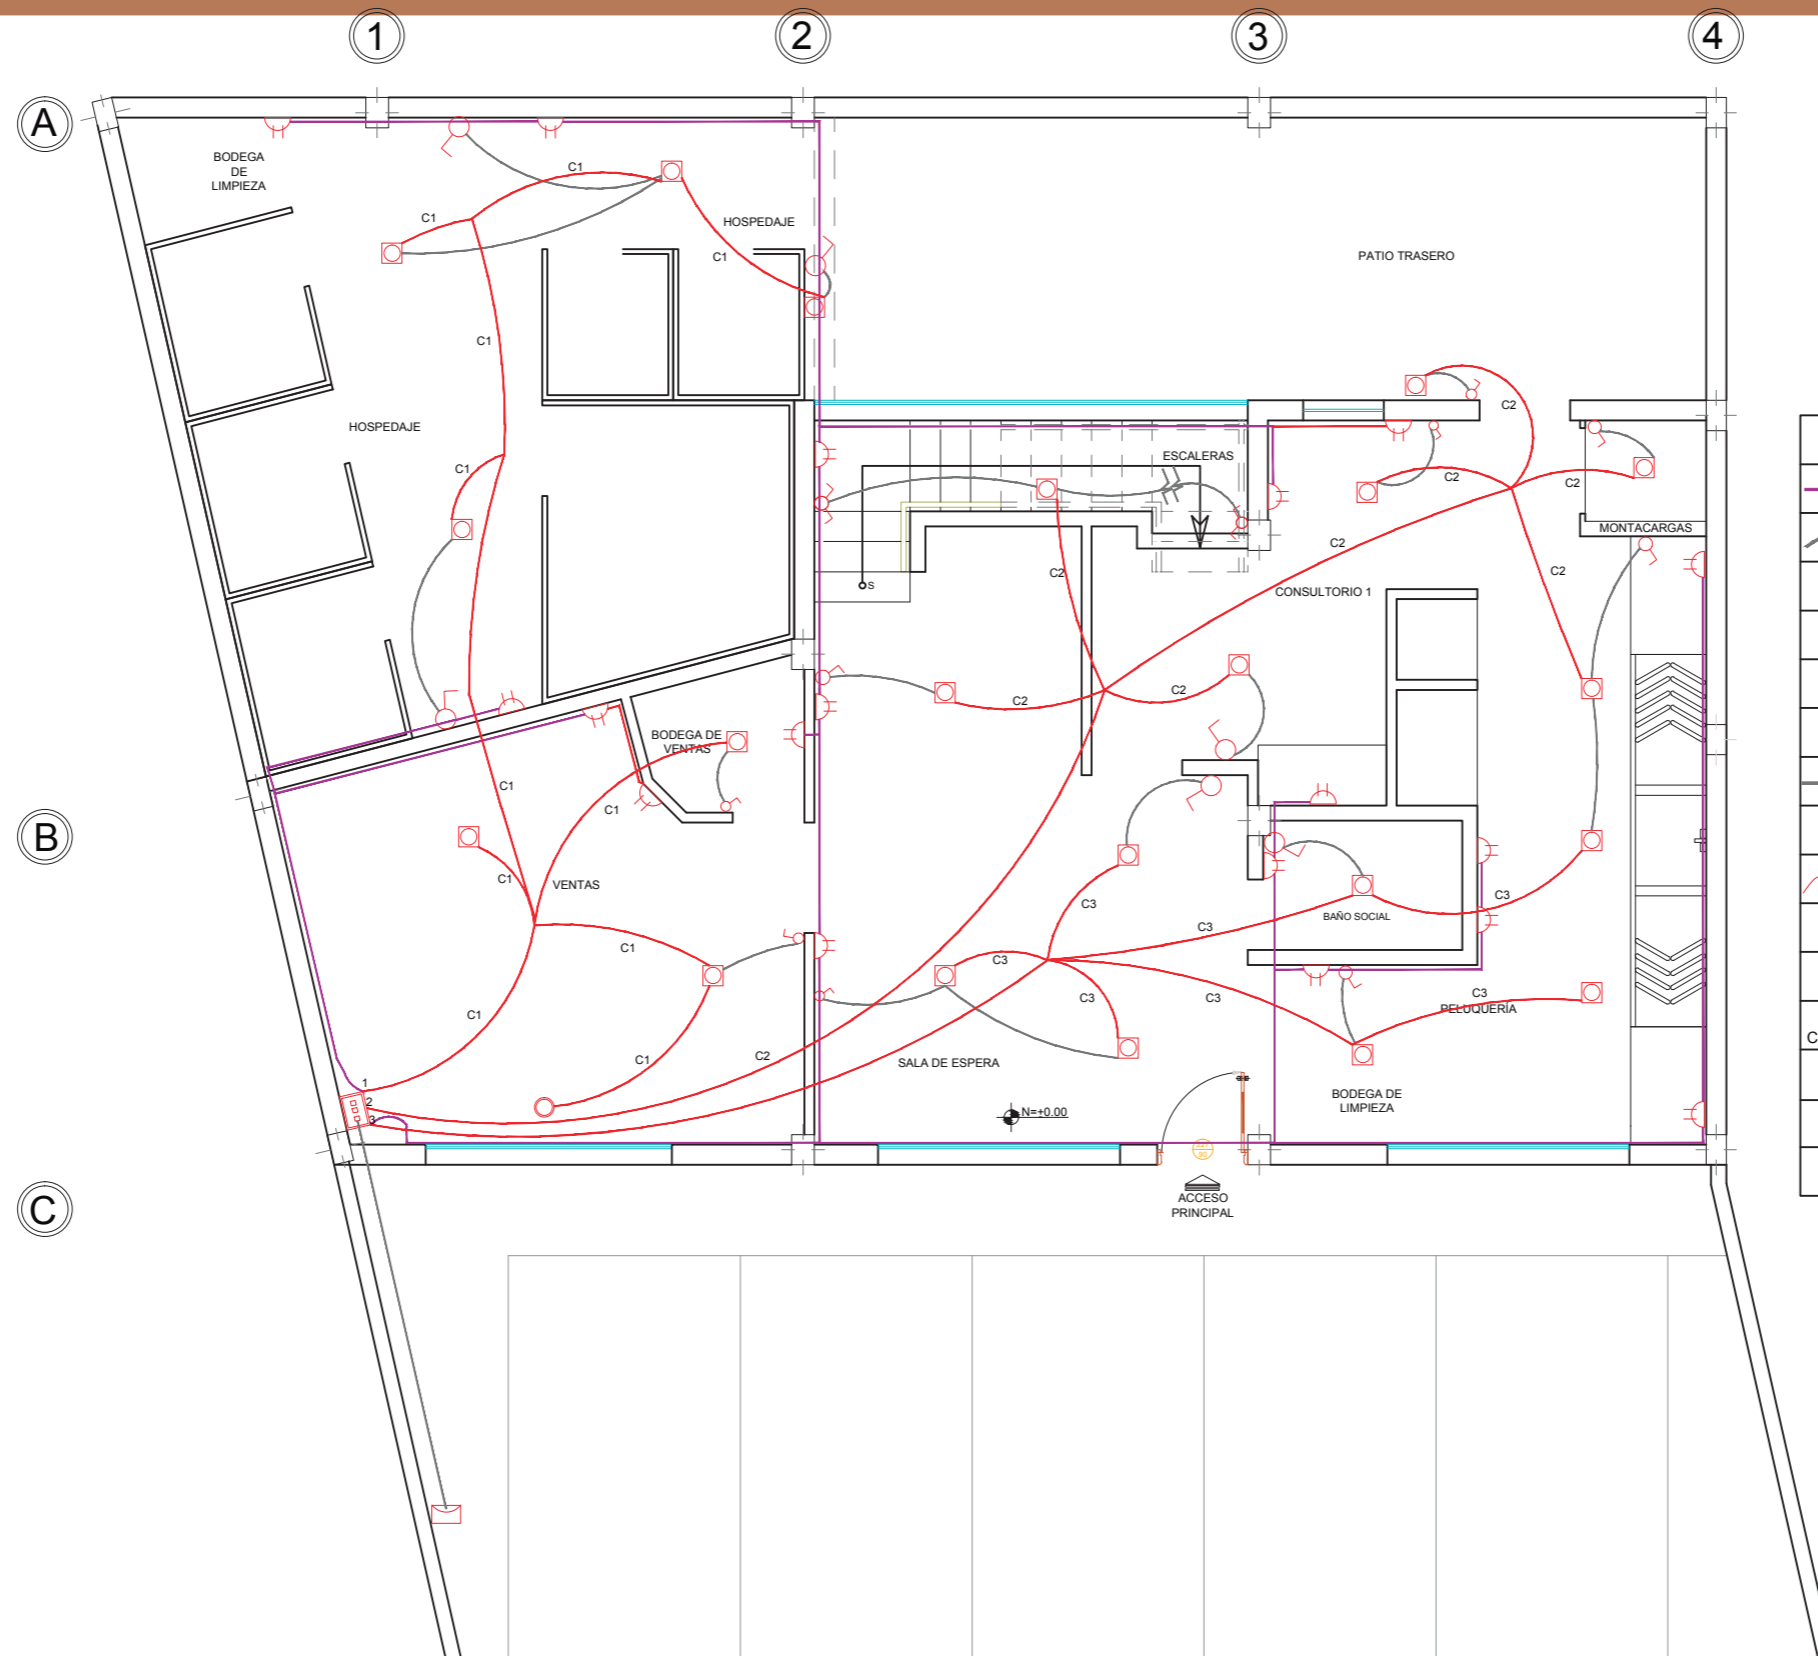 1
2
3
4
A
BODEGA
DE
LIMPIEZA
C1
C1
HOSPEDAJE
C1
PATIO TRASERO
C1
HOSPEDAJE
C1
C2
ESCALERAS
C2
C2
MONTACARGAS
C2
C2
C2
S
CONSULTORIO 1
C2
C2
BODEGA DE
VENTAS
C1
C1
B
C1
VENTAS
C3
C3
BAÑO SOCIAL
C3
C1
C3
C3
C3
C3
PELUQUERÍA
C1
C1
C2
SALA DE ESPERA
1
2
3
N=+0.00
BODEGA DE
LIMPIEZA
C
ACCESO
PRINCIPAL
C